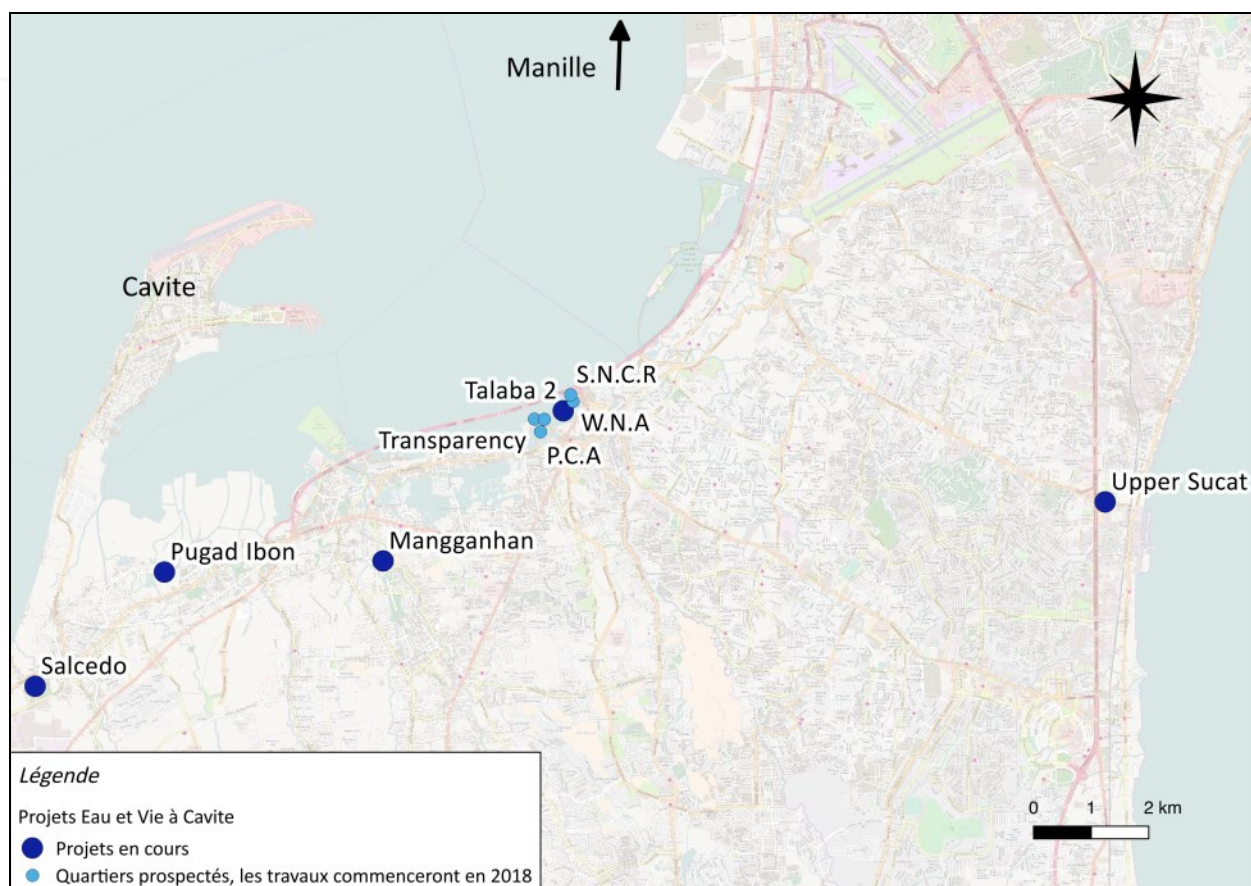 Manille
Cavite
S.N.C.R
Talaba 2
W.N.A
Transparency
P.C.A
Upper Sucat
Mangganhan
Pugad Ibon
Salcedo
Légende
Projets Eau et Vie à Cavite
Projets en cours
Quartiers prospectés, les travaux commenceront en 2018
0 1 2 km